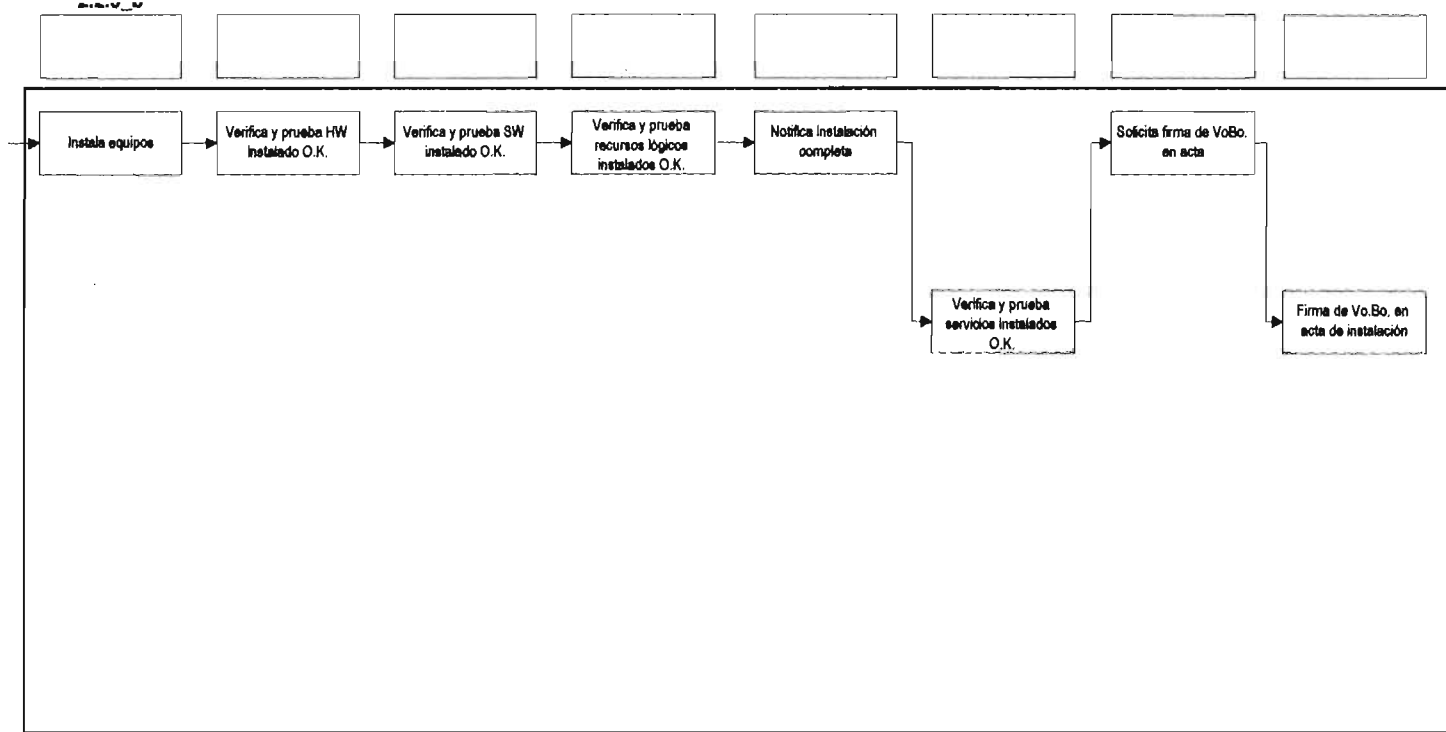 Instala equipos
Verifica y prueba HW
instalado O.K.
Verifica y prueba SW
instalado O.K.
Verifica y prueba
recursos lógicos
instalados O.K.
Notifica instalación
completa
Solicita firma de VoBo.
en acta
Verifica y prueba
servicios instalados
O.K.
Firma de Vo.Bo. en
acta de instalación